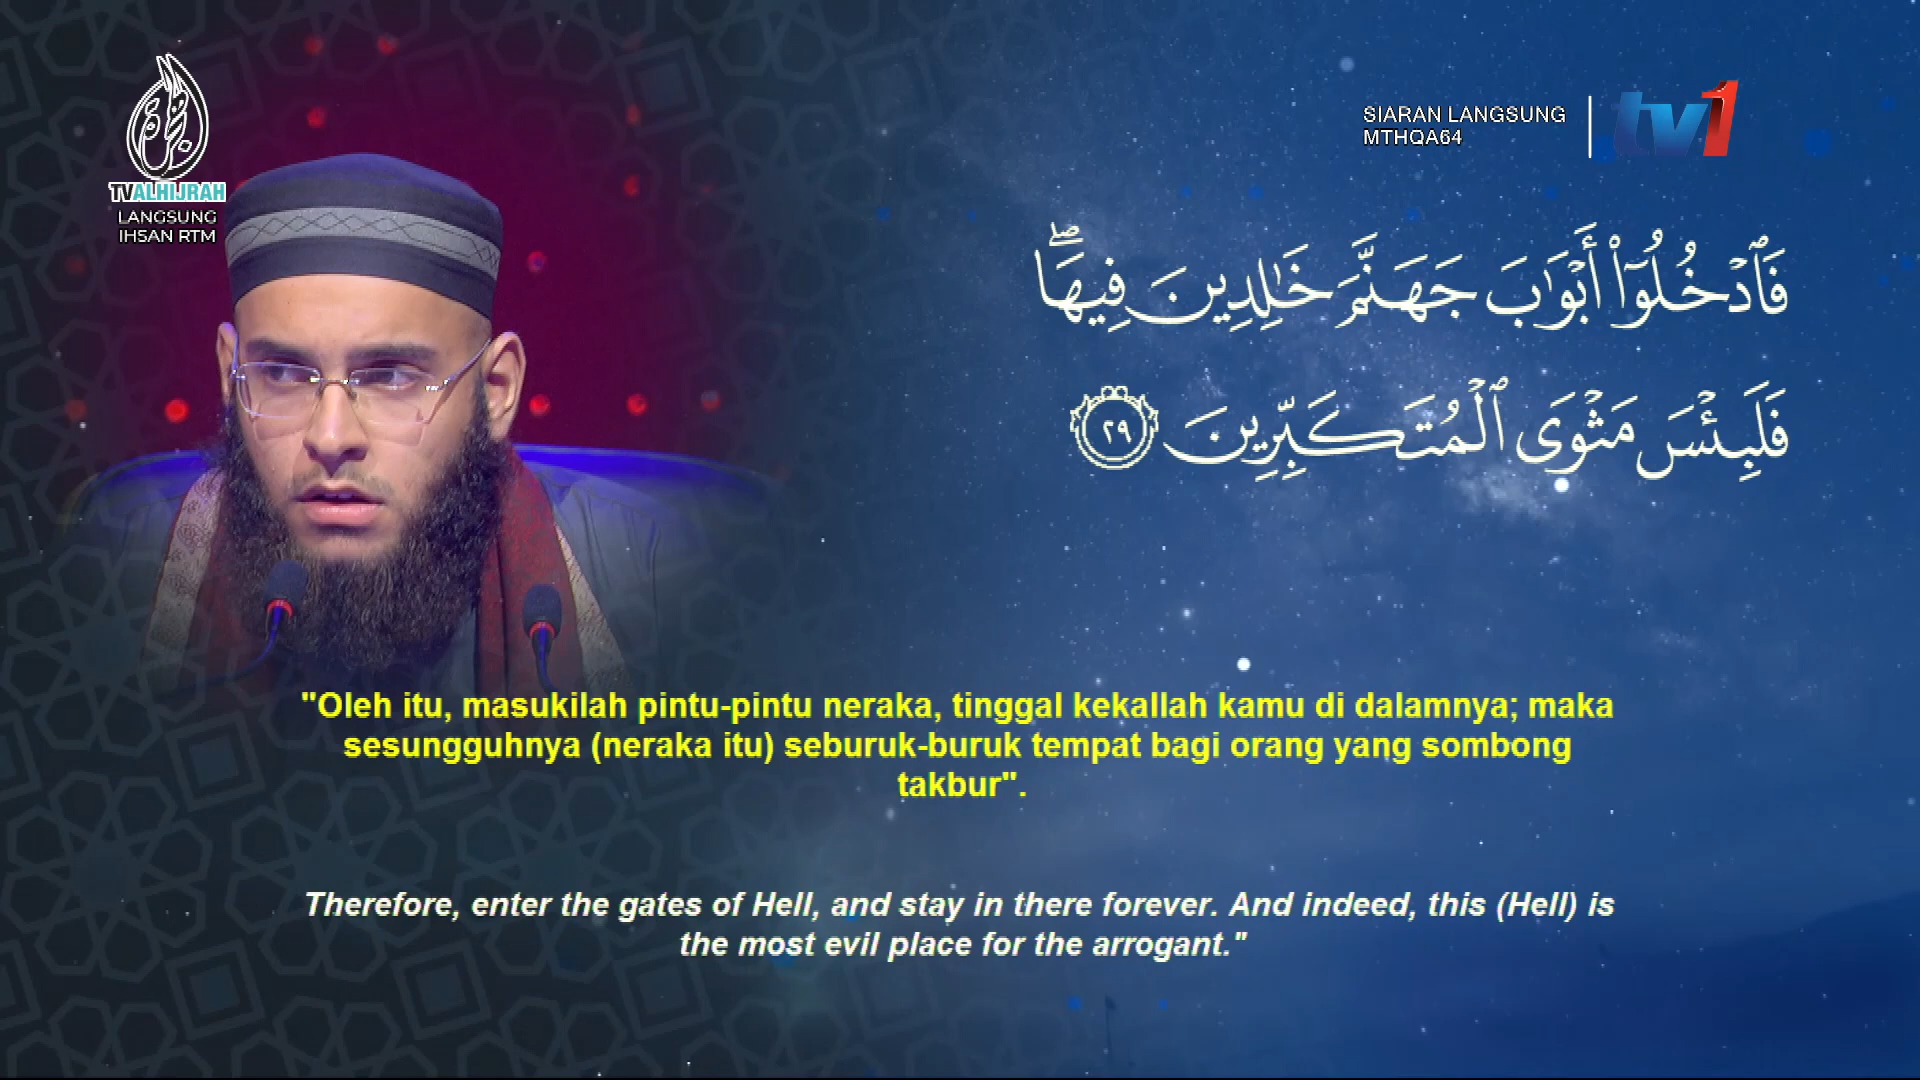 تي۔ۏي الهجرة
TVALHIJRAH
LANGSUNG
IHSAN RTM
SIARAN LANGSUNG
MTHQA64
tv1
فَٱدۡخُلُوٓاْ أَبۡوَٰبَ جَهَنَّمَ خَٰلِدِينَ فِيهَاۖ
فَلَبِئۡسَ مَثۡوَى ٱلۡمُتَكَبِّرِينَ ٢٩
"Oleh itu, masukilah pintu-pintu neraka, tinggal kekallah kamu di dalamnya; maka
sesungguhnya (neraka itu) seburuk-buruk tempat bagi orang yang sombong
takbur".
Therefore, enter the gates of Hell, and stay in there forever. And indeed, this (Hell) is
the most evil place for the arrogant."